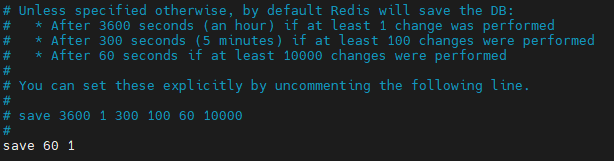 # Unless specified otherwise, by default Redis will save the DB:
#   * After 3600 seconds (an hour) if at least 1 change was performed
#   * After 300 seconds (5 minutes) if at least 100 changes were performed
#   * After 60 seconds if at least 10000 changes were performed
#
# You can set these explicitly by uncommenting the following line.
#
# save 3600 1 300 100 60 10000
#
save 60 1